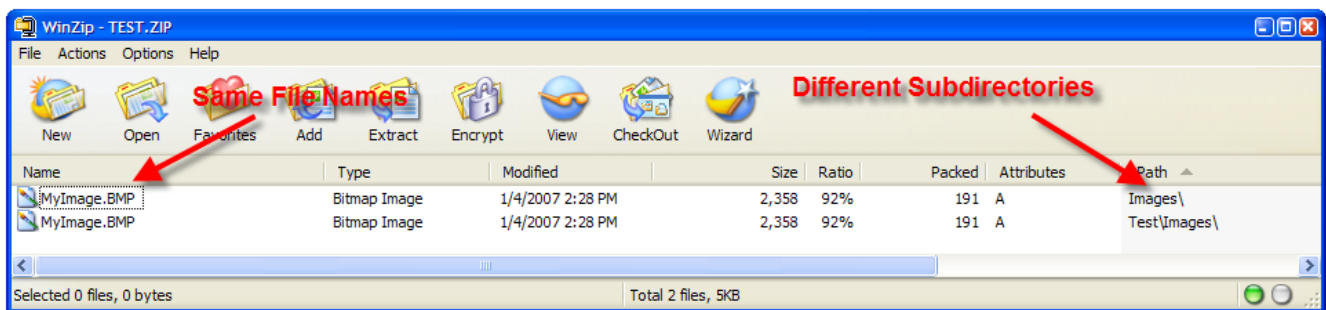 WinZip - TEST.ZIP
File Actions Options Help
Same File Names
Different Subdirectories
New Open Favorites Add Extract Encrypt View CheckOut Wizard
Name Type Modified Size Ratio Packed Attributes Path
MyImage.BMP Bitmap Image 1/4/2007 2:28 PM 2,358 92% 191 A Images\
MyImage.BMP Bitmap Image 1/4/2007 2:28 PM 2,358 92% 191 A Test\Images\
Selected 0 files, 0 bytes Total 2 files, 5KB